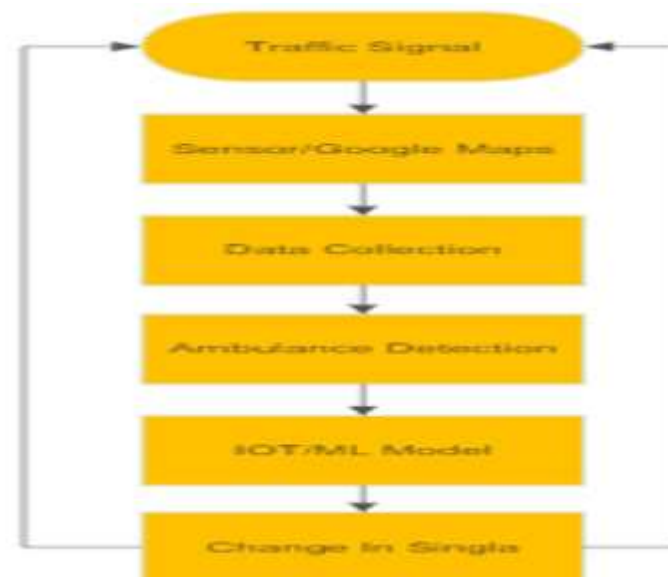 Traffic Signal
Sensor/Google Maps
Data Collection
Ambulance Detection
IOT/ML Model
Change In Singla